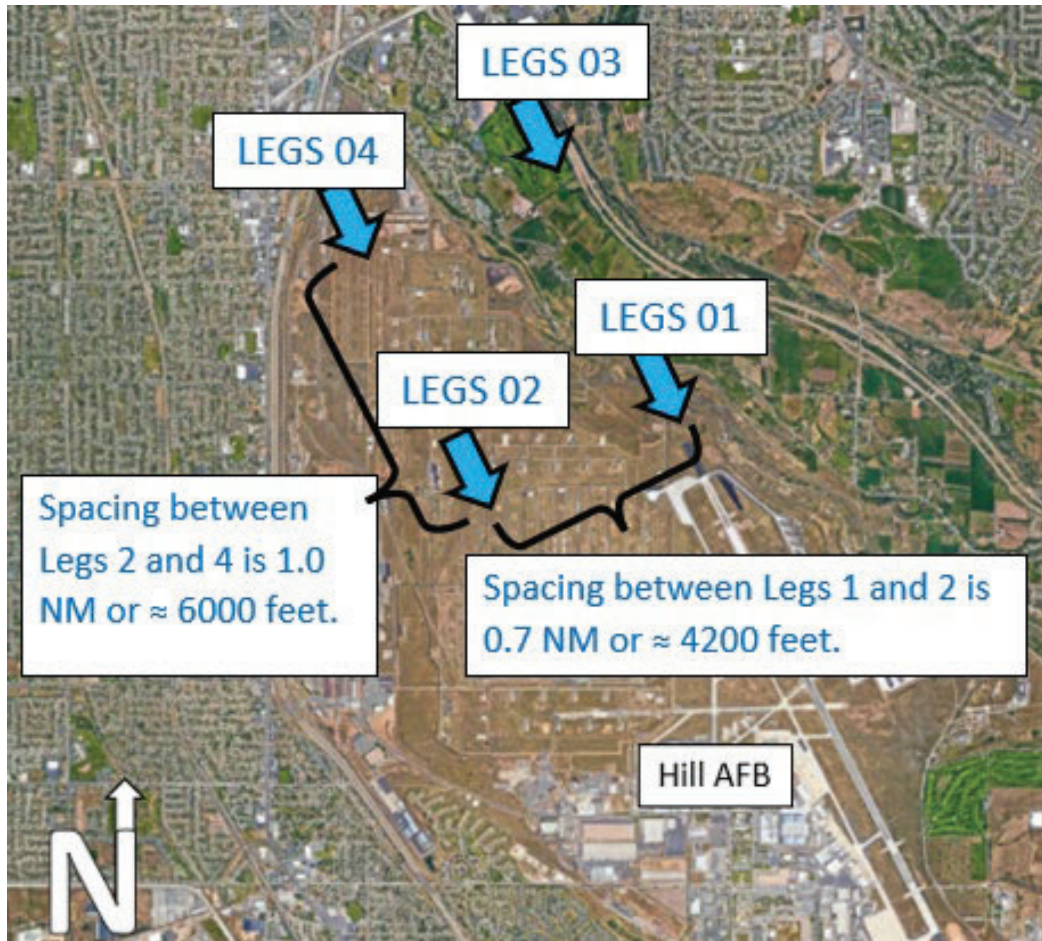 LEGS 03
LEGS 04
LEGS 01
LEGS 02
Spacing between
Legs 2 and 4 is 1.0
NM or ≈ 6000 feet.
Spacing between Legs 1 and 2 is
0.7 NM or ≈ 4200 feet.
Hill AFB
N